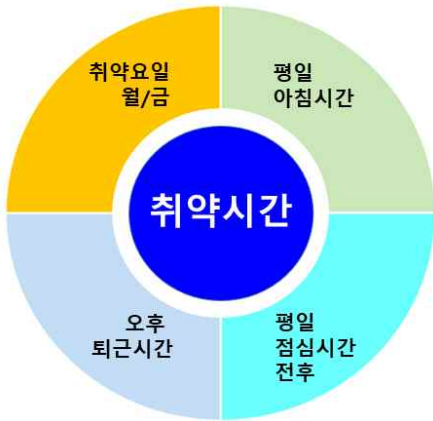 취약요일
월/금
평일
아침시간
취약시간
오후
퇴근시간
평일
점심시간
전후